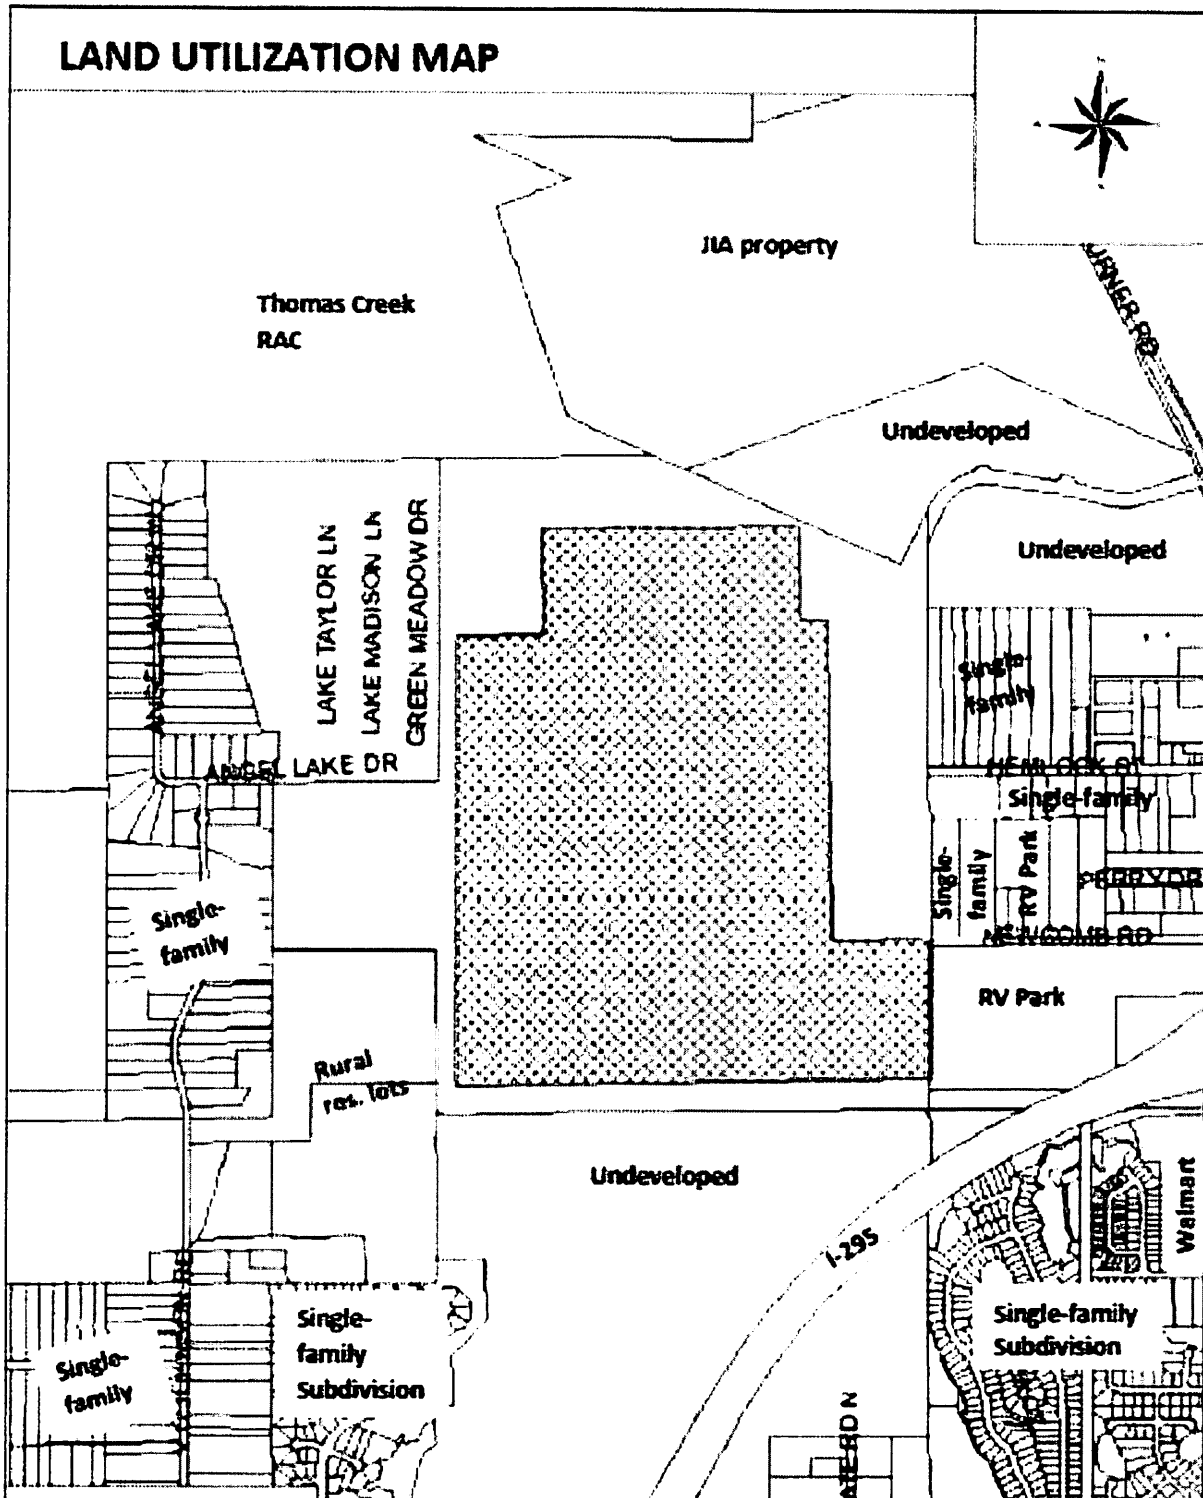 LAND UTILIZATION MAP
JIA property
Thomas Creek
RAC
Undeveloped
Undeveloped
LAKE TAYLOR LN
LAKE MADISON LN
GREEN MEADOW DR
ANGEL LAKE DR
Single-
family
HEMLOCK ST
Single-family
Single-
family
RV Park
NEWCOMB RD
Single-
family
RV Park
Rural
res. lots
Undeveloped
I-295
Walmart
Single-
family
Subdivision
Single-family
Subdivision
Single-
family